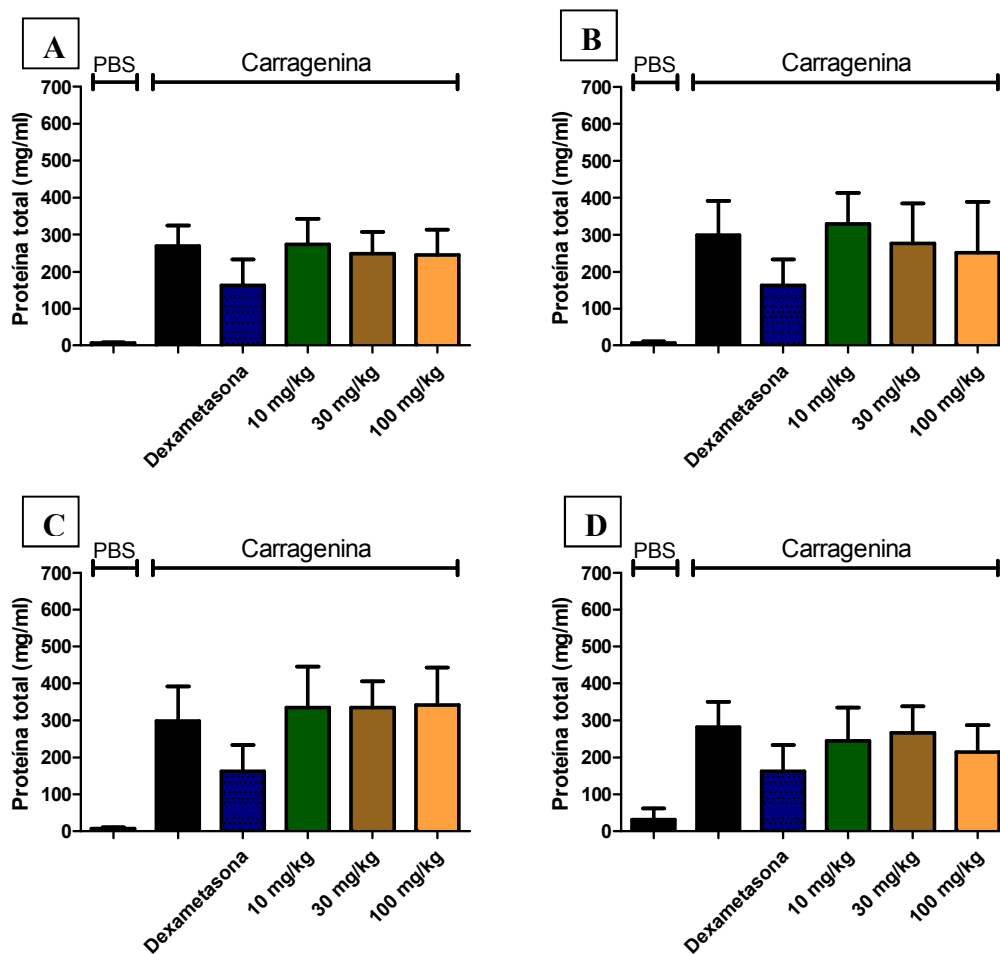 A
PBS Carragenina
Proteína total (mg/ml)
700
600
500
400
300
200
100
0
Dexametasona
10 mg/kg
30 mg/kg
100 mg/kg
B
PBS Carragenina
Proteína total (mg/ml)
700
600
500
400
300
200
100
0
Dexametasona
10 mg/kg
30 mg/kg
100 mg/kg
C
PBS Carragenina
Proteína total (mg/ml)
700
600
500
400
300
200
100
0
Dexametasona
10 mg/kg
30 mg/kg
100 mg/kg
D
PBS Carragenina
Proteína total (mg/ml)
700
600
500
400
300
200
100
0
Dexametasona
10 mg/kg
30 mg/kg
100 mg/kg